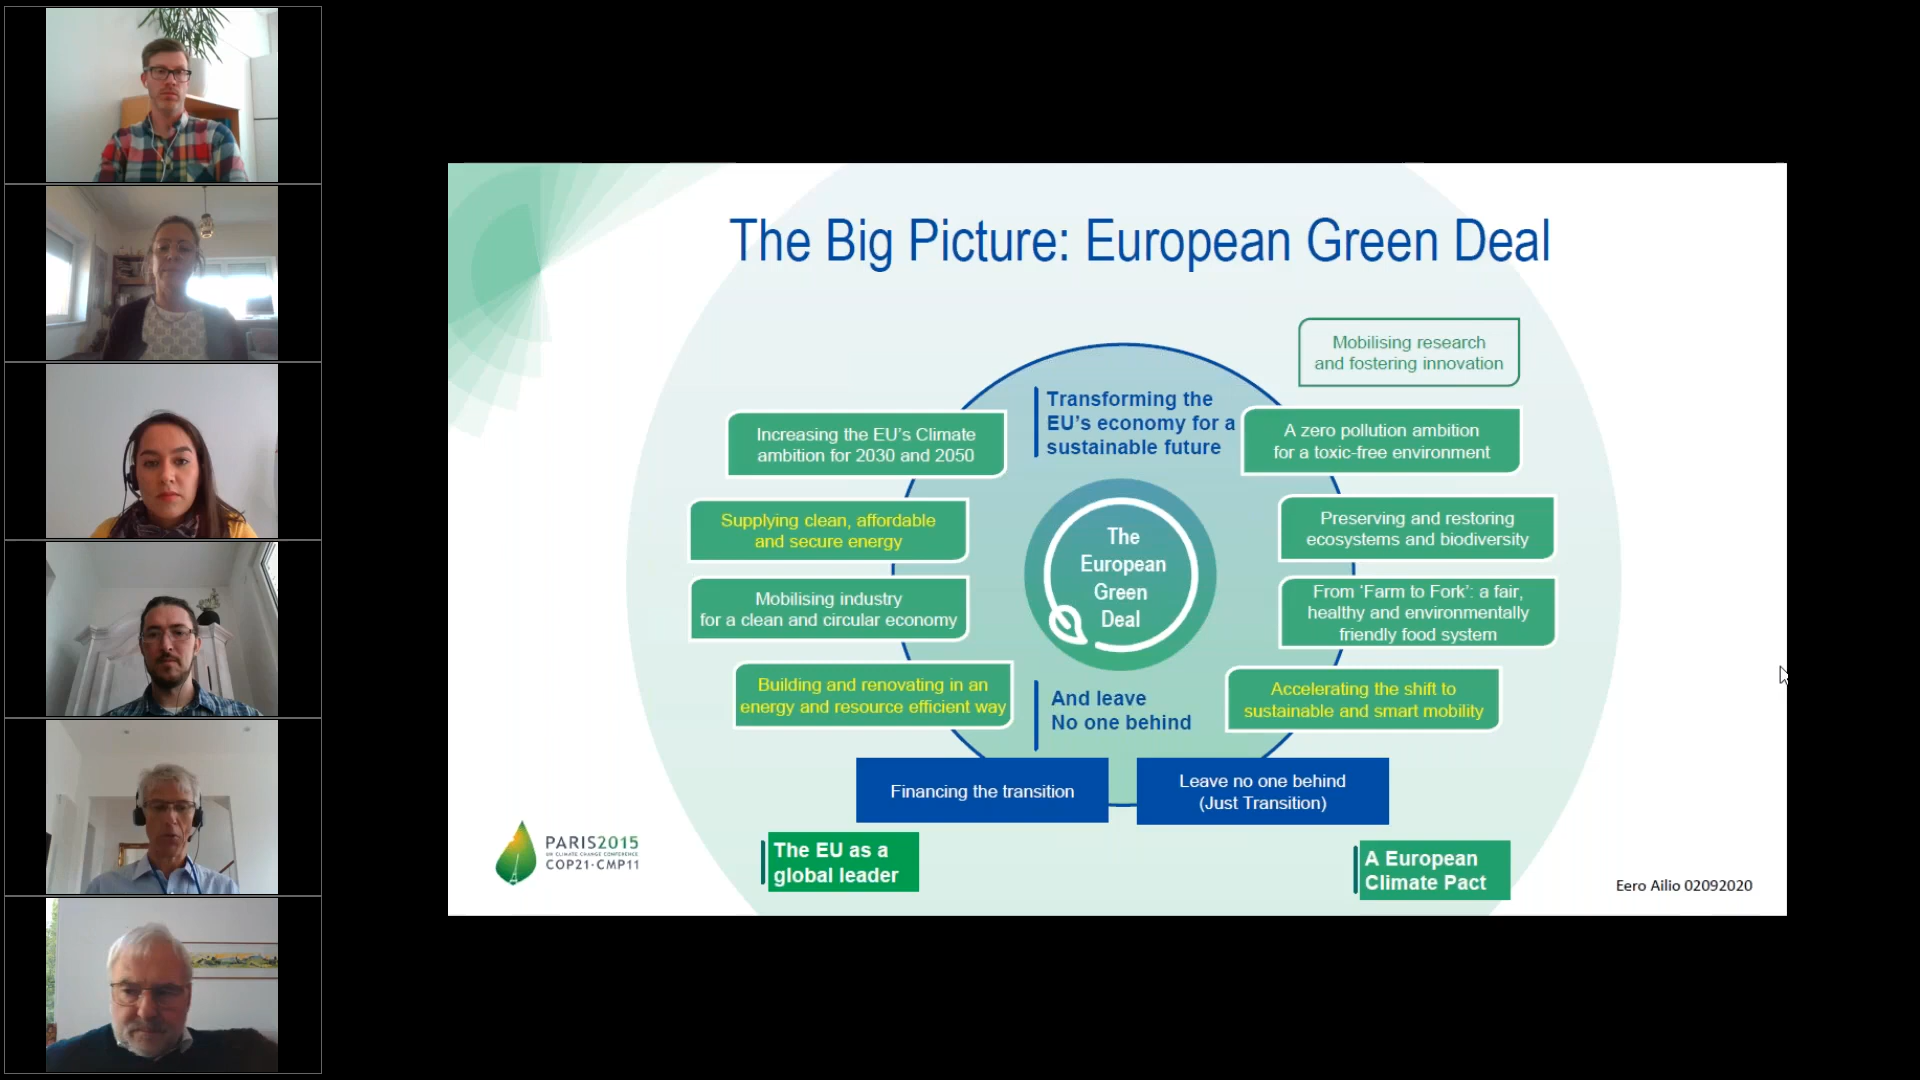 The Big Picture: European Green Deal
Mobilising research
and fostering innovation
Transforming the
EU's economy for a
sustainable future
Increasing the EU's Climate
ambition for 2030 and 2050
A zero pollution ambition
for a toxic-free environment
Supplying clean, affordable
and secure energy
Preserving and restoring
ecosystems and biodiversity
The
European
Green
Deal
Mobilising industry
for a clean and circular economy
From ‘Farm to Fork’: a fair,
healthy and environmentally
friendly food system
Building and renovating in an
energy and resource efficient way
And leave
No one behind
Accelerating the shift to
sustainable and smart mobility
Financing the transition
Leave no one behind
(Just Transition)
PARIS2015
UN CLIMATE CHANGE CONFERENCE
COP21·CMP11
The EU as a
global leader
A European
Climate Pact
Eero Ailio 02092020